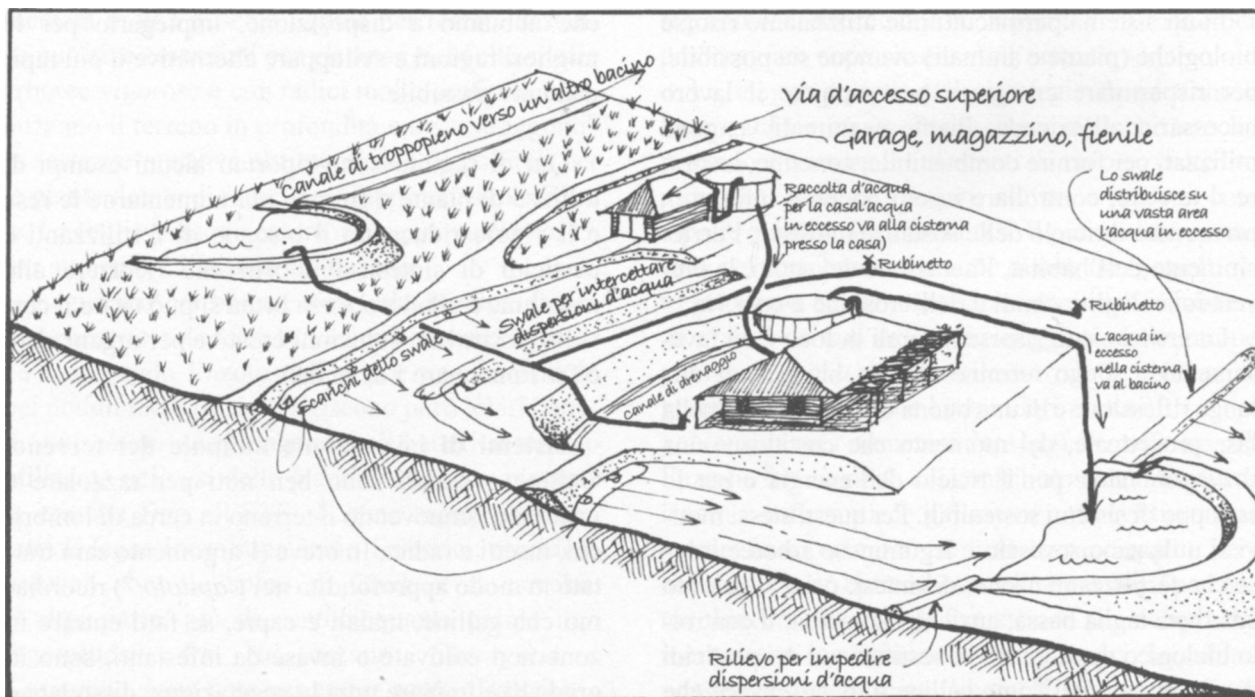 Canale di troppopieno verso un'altro bacino
Via d'accesso superiore
Garage, magazzino, fienile
Raccolta d'acqua
per la casa(l'acqua
in eccesso va alla cisterna
presso la casa)
Rubinetto
Lo swale
distribuisce su
una vasta area
l'acqua in eccesso
Swale per intercettare
dispersioni d'acqua
Scarichi dello swale
Canale di drenaggio
Rubinetto
L'acqua in
eccesso
nella cisterna
va al bacino
Rilievo per impedire
dispersioni d'acqua